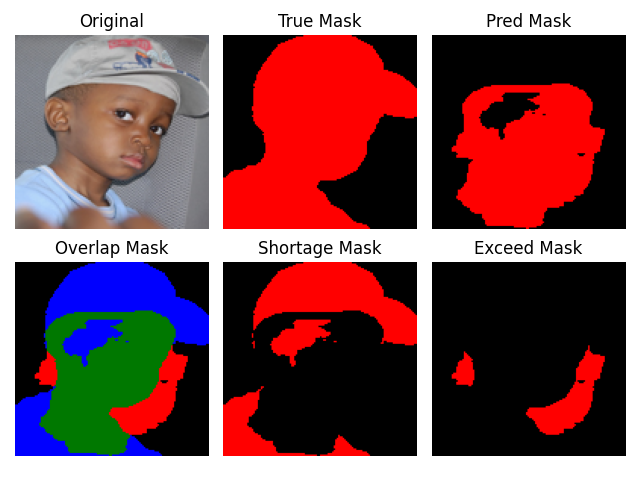 Original
True Mask
Pred Mask
Overlap Mask
Shortage Mask
Exceed Mask